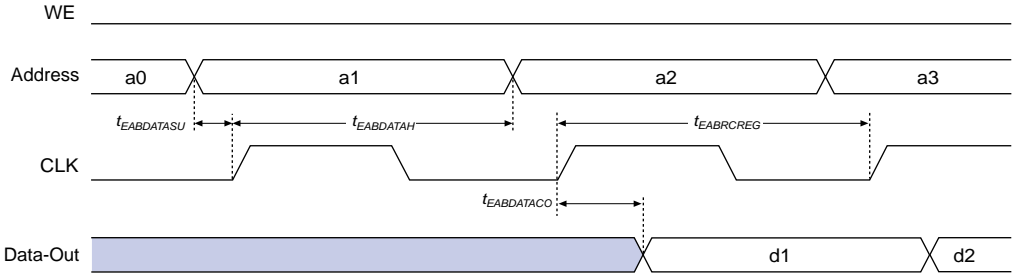 WE
Address a0 a1 a2 a3
tEABDATASU tEABDATAH tEABRCREG
CLK
tEABDATACO
Data-Out d1 d2